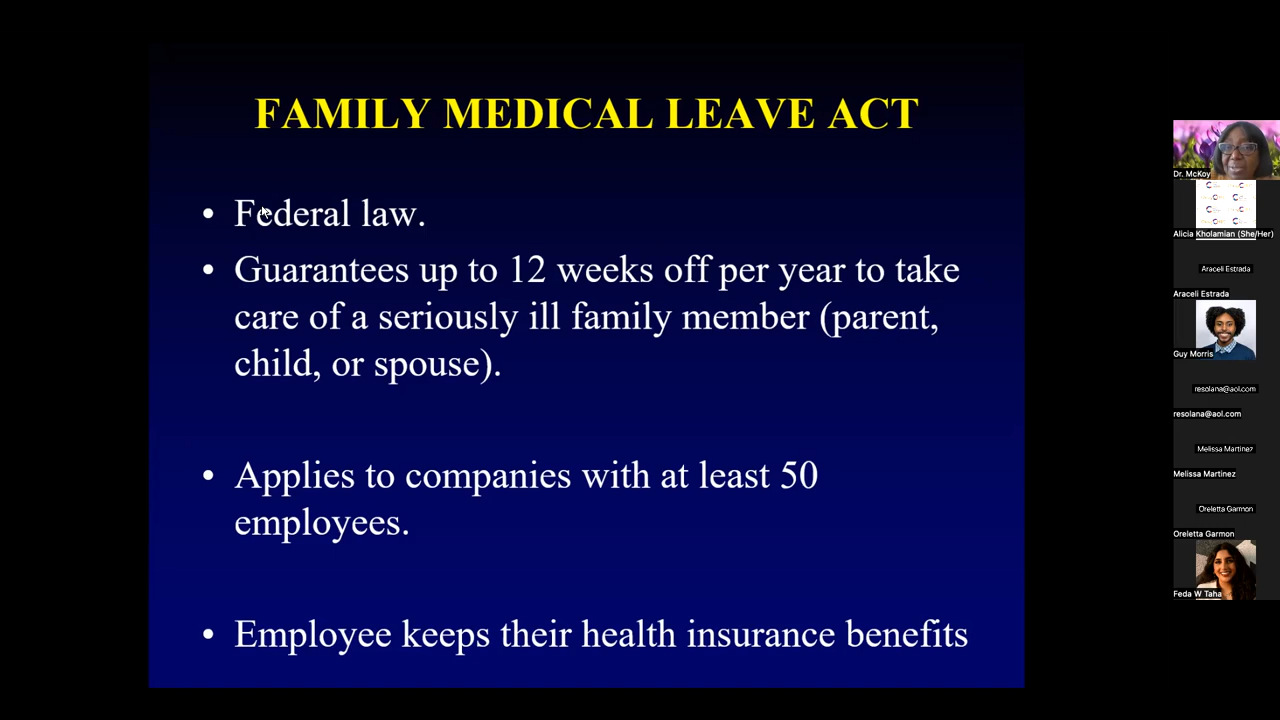 FAMILY MEDICAL LEAVE ACT
• Federal law.
• Guarantees up to 12 weeks off per year to take
care of a seriously ill family member (parent,
child, or spouse).
• Applies to companies with at least 50
employees.
• Employee keeps their health insurance benefits
Dr. McKoy
Alicia Kholamian (She/Her)
Araceli Estrada
Araceli Estrada
Guy Morris
resolana@aol.com
resolana@aol.com
Melissa Martinez
Melissa Martinez
Oreletta Garmon
Oreletta Garmon
Feda W Taha